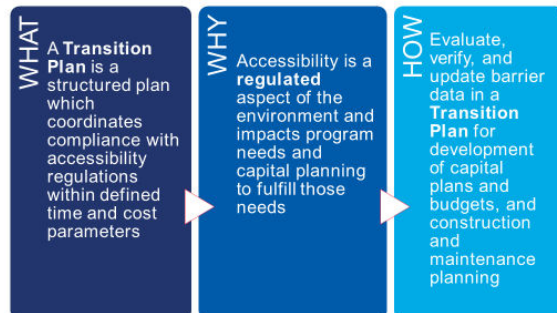 WHAT
A Transition
Plan is a
structured plan
which
coordinates
compliance with
accessibility
regulations
within defined
time and cost
parameters
WHY
Accessibility is a
regulated
aspect of the
environment and
impacts program
needs and
capital planning
to fulfill those
needs
HOW
Evaluate,
verify, and
update barrier
data in a
Transition
Plan for
development
of capital
plans and
budgets, and
construction
and
maintenance
planning